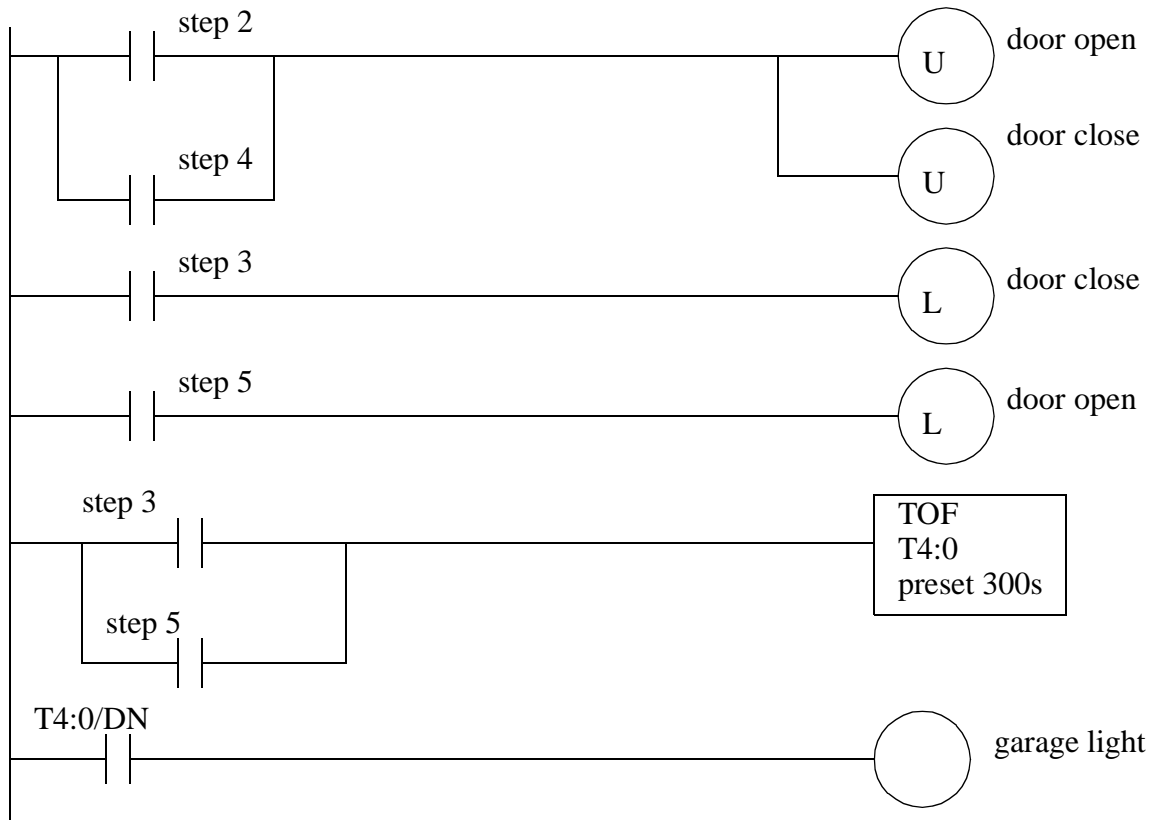 step 2
door open
U
door close
step 4
U
step 3
door close
L
step 5
door open
L
step 3
TOF
T4:0
preset 300s
step 5
T4:0/DN
garage light